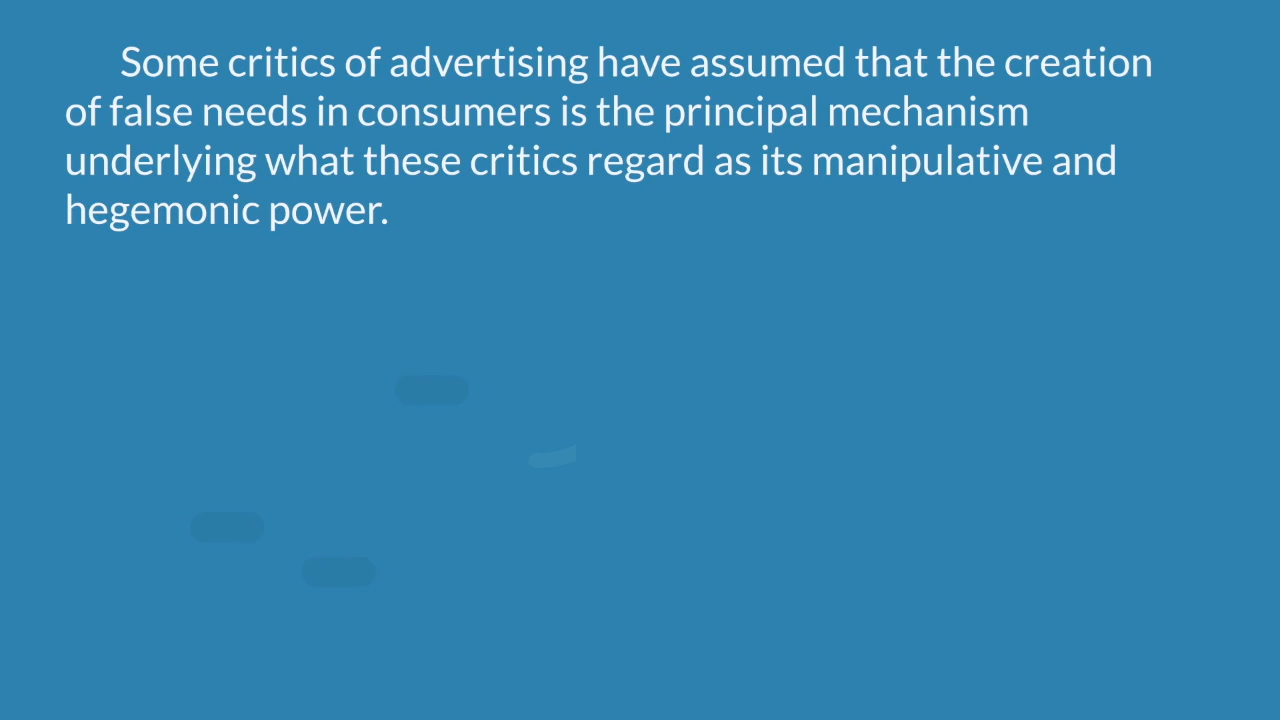 Some critics of advertising have assumed that the creation
of false needs in consumers is the principal mechanism
underlying what these critics regard as its manipulative and
hegemonic power.